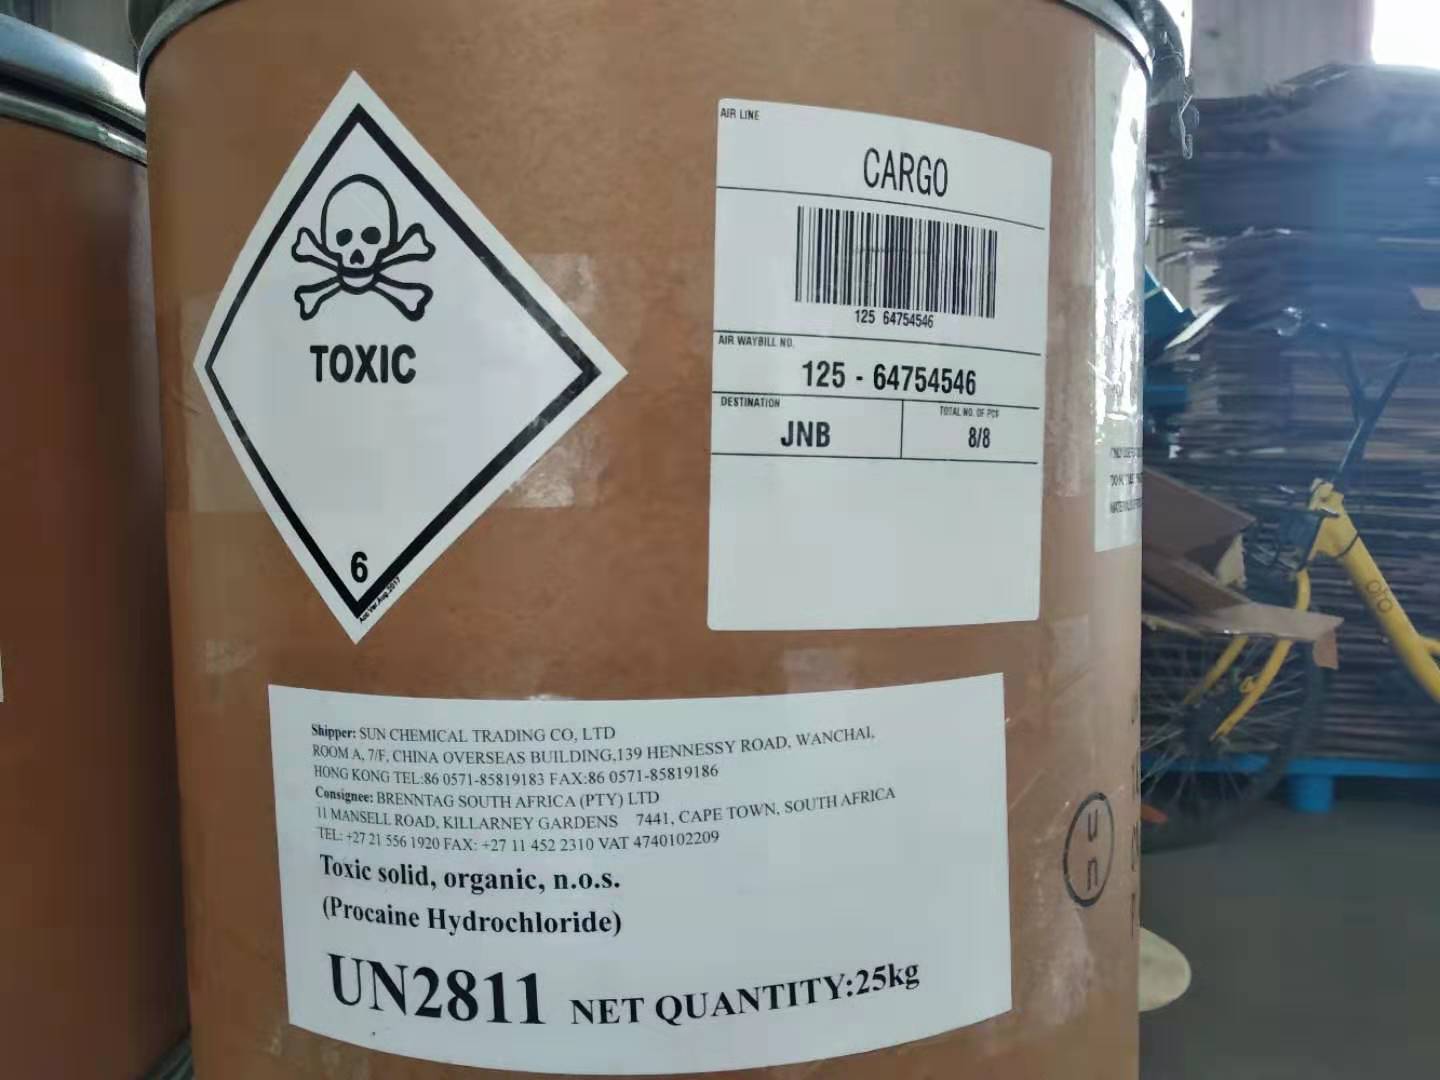 TOXIC
6
AIR LINE
CARGO
125 64754546
AIR WAYBILL NO.
125 - 64754546
DESTINATION
JNB
TOTAL NO. OF PCS
8/8
Shipper: SUN CHEMICAL TRADING CO, LTD
ROOM A, 7/F, CHINA OVERSEAS BUILDING,139 HENNESSY ROAD, WANCHAI,
HONG KONG TEL:86 0571-85819183 FAX:86 0571-85819186
Consignee: BRENNTAG SOUTH AFRICA (PTY) LTD
11 MANSELL ROAD, KILLARNEY GARDENS 7441, CAPE TOWN, SOUTH AFRICA
TEL: +27 21 556 1920 FAX: +27 11 452 2310 VAT 4740102209
Toxic solid, organic, n.o.s.
(Procaine Hydrochloride)
UN2811 NET QUANTITY:25kg
un
ofo